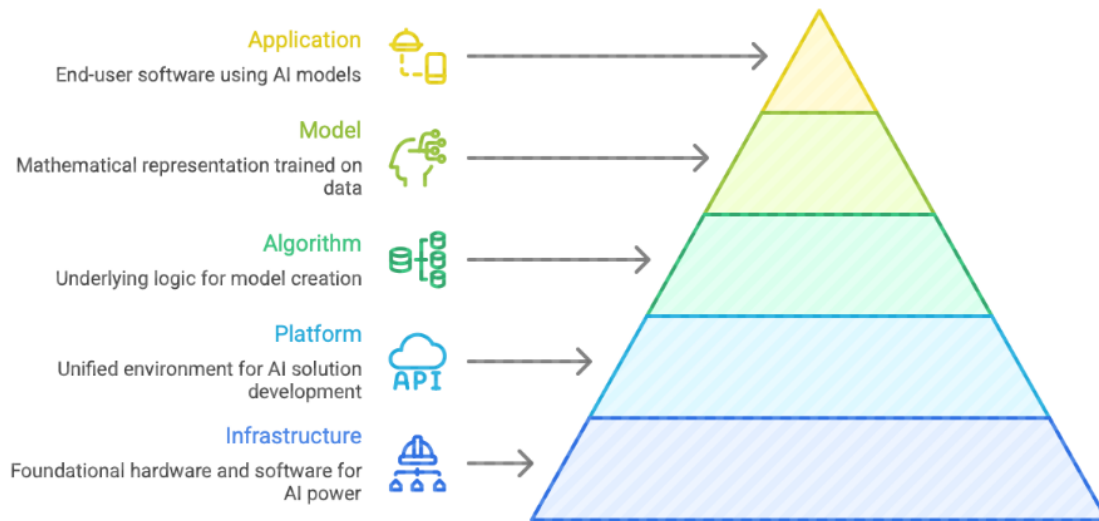 Application
End-user software using AI models
Model
Mathematical representation trained on
data
Algorithm
Underlying logic for model creation
Platform
Unified environment for AI solution
development
API
Infrastructure
Foundational hardware and software for
AI power